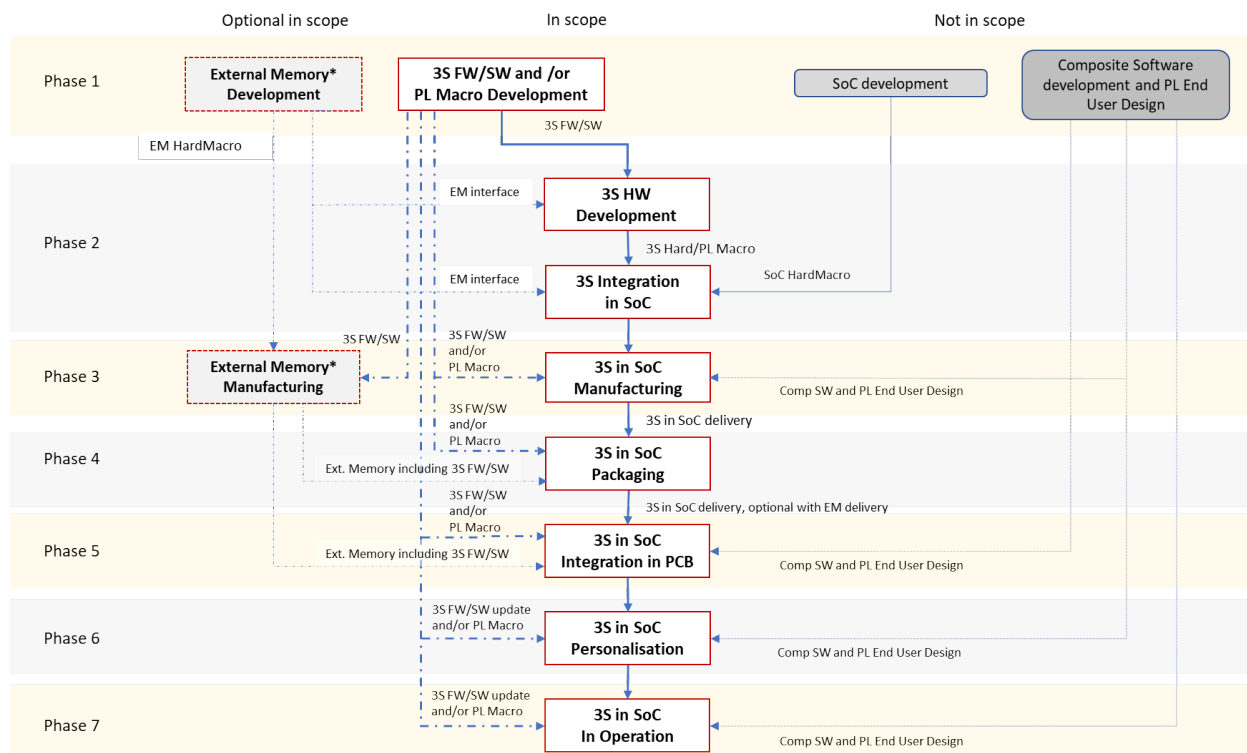 Optional in scope
In scope
Not in scope
Phase 1
External Memory*
Development
3S FW/SW and /or
PL Macro Development
SoC development
Composite Software
development and PL End
User Design
3S FW/SW
EM HardMacro
Phase 2
EM interface
3S HW
Development
3S Hard/PL Macro
EM interface
3S Integration
in SoC
SoC HardMacro
Phase 3
External Memory*
Manufacturing
3S FW/SW
3S FW/SW
and/or
PL Macro
3S in SoC
Manufacturing
Comp SW and PL End User Design
3S in SoC delivery
Phase 4
3S FW/SW
and/or
PL Macro
Ext. Memory including 3S FW/SW
3S in SoC
Packaging
3S in SoC delivery, optional with EM delivery
Phase 5
3S FW/SW
and/or
PL Macro
Ext. Memory including 3S FW/SW
3S in SoC
Integration in PCB
Comp SW and PL End User Design
Phase 6
3S FW/SW update
and/or PL Macro
3S in SoC
Personalisation
Comp SW and PL End User Design
Phase 7
3S FW/SW update
and/or PL Macro
3S in SoC
In Operation
Comp SW and PL End User Design